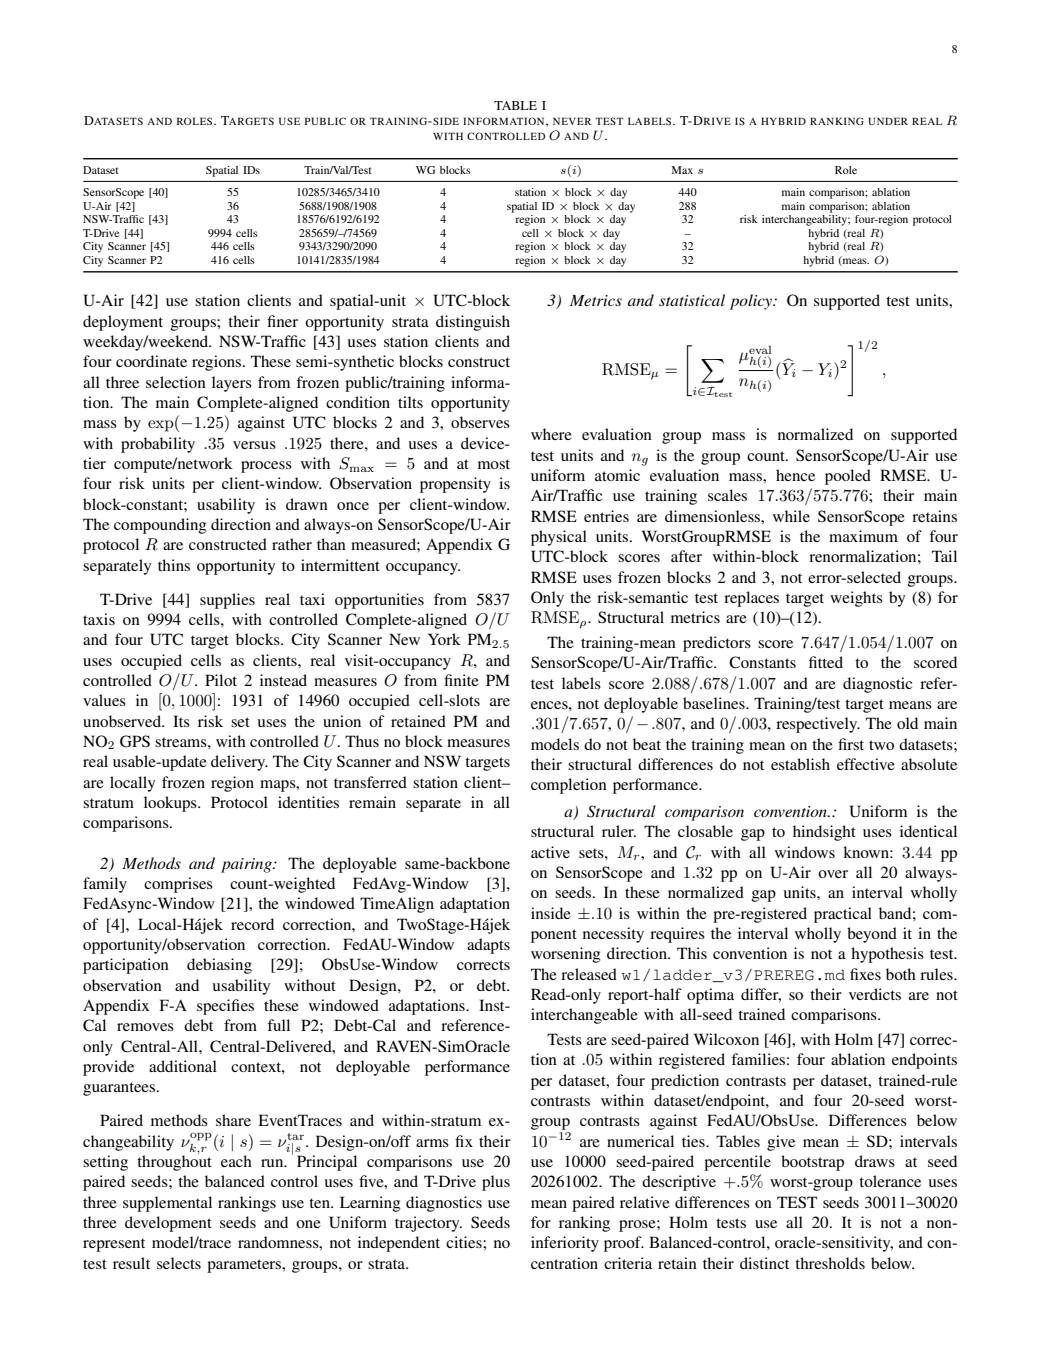 8
TABLE I
DATASETS AND ROLES. TARGETS USE PUBLIC OR TRAINING-SIDE INFORMATION, NEVER TEST LABELS. T-DRIVE IS A HYBRID RANKING UNDER REAL R
WITH CONTROLLED O AND U.
Dataset Spatial IDs Train/Val/Test WG blocks s(i) Max s Role
SensorScope [40] 55 10285/3465/3410 4 station × block × day 440 main comparison; ablation
U-Air [42] 36 5688/1908/1908 4 spatial ID × block × day 288 main comparison; ablation
NSW-Traffic [43] 43 18576/6192/6192 4 region × block × day 32 risk interchangeability; four-region protocol
T-Drive [44] 9994 cells 285659/–/74569 4 cell × block × day – hybrid (real R)
City Scanner [45] 446 cells 9343/3290/2090 4 region × block × day 32 hybrid (real R)
City Scanner P2 416 cells 10141/2835/1984 4 region × block × day 32 hybrid (meas. O)
U-Air [42] use station clients and spatial-unit × UTC-block
deployment groups; their finer opportunity strata distinguish
weekday/weekend. NSW-Traffic [43] uses station clients and
four coordinate regions. These semi-synthetic blocks construct
all three selection layers from frozen public/training informa-
tion. The main Complete-aligned condition tilts opportunity
mass by exp(−1.25) against UTC blocks 2 and 3, observes
with probability .35 versus .1925 there, and uses a device-
tier compute/network process with S_max = 5 and at most
four risk units per client-window. Observation propensity is
block-constant; usability is drawn once per client-window.
The compounding direction and always-on SensorScope/U-Air
protocol R are constructed rather than measured; Appendix G
separately thins opportunity to intermittent occupancy.
T-Drive [44] supplies real taxi opportunities from 5837
taxis on 9994 cells, with controlled Complete-aligned O/U
and four UTC target blocks. City Scanner New York PM2.5
uses occupied cells as clients, real visit-occupancy R, and
controlled O/U. Pilot 2 instead measures O from finite PM
values in [0, 1000]: 1931 of 14960 occupied cell-slots are
unobserved. Its risk set uses the union of retained PM and
NO2 GPS streams, with controlled U. Thus no block measures
real usable-update delivery. The City Scanner and NSW targets
are locally frozen region maps, not transferred station client–
stratum lookups. Protocol identities remain separate in all
comparisons.
2) Methods and pairing: The deployable same-backbone
family comprises count-weighted FedAvg-Window [3],
FedAsync-Window [21], the windowed TimeAlign adaptation
of [4], Local-Hájek record correction, and TwoStage-Hájek
opportunity/observation correction. FedAU-Window adapts
participation debiasing [29]; ObsUse-Window corrects
observation and usability without Design, P2, or debt.
Appendix F-A specifies these windowed adaptations. Inst-
Cal removes debt from full P2; Debt-Cal and reference-
only Central-All, Central-Delivered, and RAVEN-SimOracle
provide additional context, not deployable performance
guarantees.
Paired methods share EventTraces and within-stratum ex-
changeability ν^opp_k,r(i | s) = ν^tar_i|s. Design-on/off arms fix their
setting throughout each run. Principal comparisons use 20
paired seeds; the balanced control uses five, and T-Drive plus
three supplemental rankings use ten. Learning diagnostics use
three development seeds and one Uniform trajectory. Seeds
represent model/trace randomness, not independent cities; no
test result selects parameters, groups, or strata.
3) Metrics and statistical policy: On supported test units,
RMSE_μ = [ ∑_{i∈I_test} μ^eval_h(i) / n_h(i) (Ŷ_i − Y_i)² ]^1/2 ,
where evaluation group mass is normalized on supported
test units and n_g is the group count. SensorScope/U-Air use
uniform atomic evaluation mass, hence pooled RMSE. U-
Air/Traffic use training scales 17.363/575.776; their main
RMSE entries are dimensionless, while SensorScope retains
physical units. WorstGroupRMSE is the maximum of four
UTC-block scores after within-block renormalization; Tail
RMSE uses frozen blocks 2 and 3, not error-selected groups.
Only the risk-semantic test replaces target weights by (8) for
RMSE_ρ. Structural metrics are (10)–(12).
The training-mean predictors score 7.647/1.054/1.007 on
SensorScope/U-Air/Traffic. Constants fitted to the scored
test labels score 2.088/.678/1.007 and are diagnostic refer-
ences, not deployable baselines. Training/test target means are
.301/7.657, 0/ − .807, and 0/.003, respectively. The old main
models do not beat the training mean on the first two datasets;
their structural differences do not establish effective absolute
completion performance.
a) Structural comparison convention.: Uniform is the
structural ruler. The closable gap to hindsight uses identical
active sets, M_r, and C_r with all windows known: 3.44 pp
on SensorScope and 1.32 pp on U-Air over all 20 always-
on seeds. In these normalized gap units, an interval wholly
inside ±.10 is within the pre-registered practical band; com-
ponent necessity requires the interval wholly beyond it in the
worsening direction. This convention is not a hypothesis test.
The released w1/ladder_v3/PREREG.md fixes both rules.
Read-only report-half optima differ, so their verdicts are not
interchangeable with all-seed trained comparisons.
Tests are seed-paired Wilcoxon [46], with Holm [47] correc-
tion at .05 within registered families: four ablation endpoints
per dataset, four prediction contrasts per dataset, trained-rule
contrasts within dataset/endpoint, and four 20-seed worst-
group contrasts against FedAU/ObsUse. Differences below
10⁻¹² are numerical ties. Tables give mean ± SD; intervals
use 10000 seed-paired percentile bootstrap draws at seed
20261002. The descriptive +.5% worst-group tolerance uses
mean paired relative differences on TEST seeds 30011–30020
for ranking prose; Holm tests use all 20. It is not a non-
inferiority proof. Balanced-control, oracle-sensitivity, and con-
centration criteria retain their distinct thresholds below.